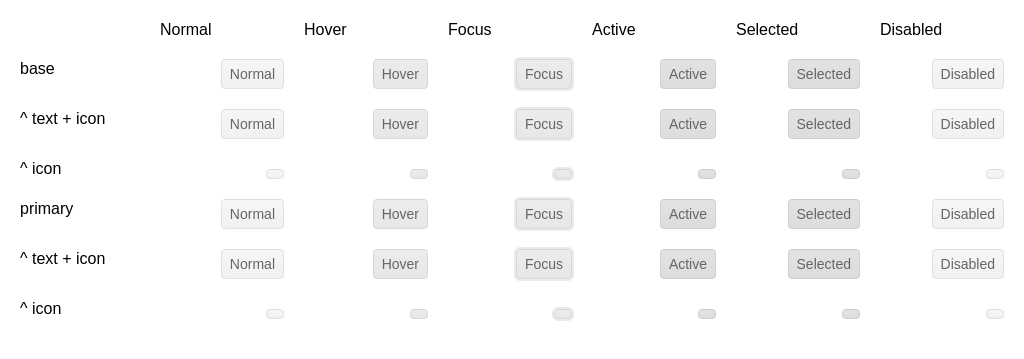 Normal Hover Focus Active Selected Disabled
base Normal Hover Focus Active Selected Disabled
^ text + icon Normal Hover Focus Active Selected Disabled
^ icon
primary Normal Hover Focus Active Selected Disabled
^ text + icon Normal Hover Focus Active Selected Disabled
^ icon